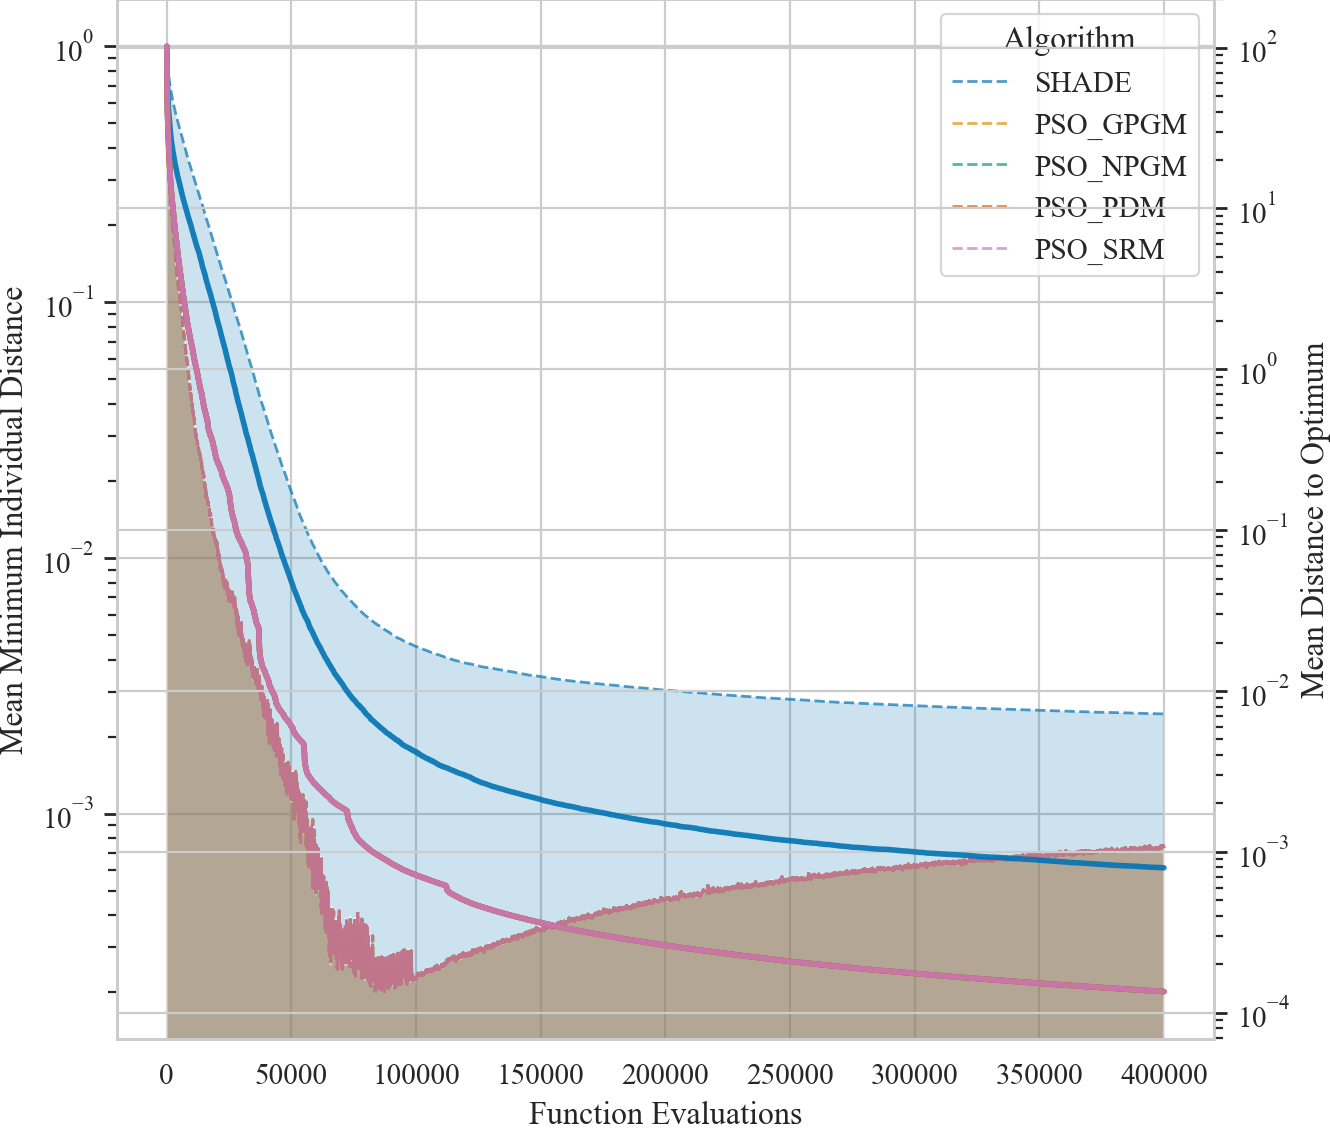 Algorithm
SHADE
PSO_GPGM
PSO_NPGM
PSO_PDM
PSO_SRM
Mean Minimum Individual Distance
10^0
10^-1
10^-2
10^-3
Mean Distance to Optimum
10^2
10^1
10^0
10^-1
10^-2
10^-3
10^-4
0 50000 100000 150000 200000 250000 300000 350000 400000
Function Evaluations